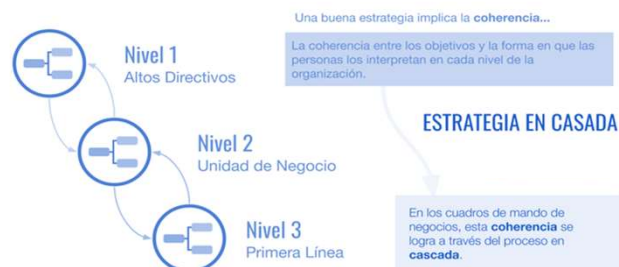 Una buena estrategia implica la coherencia...
La coherencia entre los objetivos y la forma en que las
personas los interpretan en cada nivel de la
organización.
Nivel 1
Altos Directivos
ESTRATEGIA EN CASADA
Nivel 2
Unidad de Negocio
Nivel 3
Primera Línea
En los cuadros de mando de
negocios, esta coherencia se
logra a través del proceso en
cascada.